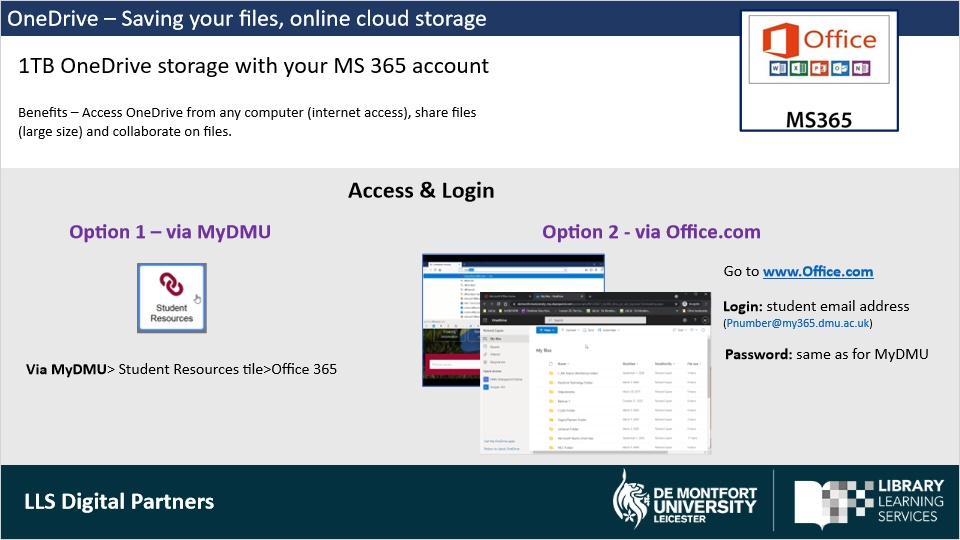 OneDrive – Saving your files, online cloud storage
Office
MS365
1TB OneDrive storage with your MS 365 account
Benefits – Access OneDrive from any computer (internet access), share files
(large size) and collaborate on files.
Access & Login
Option 1 – via MyDMU
Student
Resources
Via MyDMU> Student Resources tile>Office 365
Option 2 - via Office.com
OneDrive
My files
My files
Go to www.Office.com
Login: student email address
(Pnumber@my365.dmu.ac.uk)
Password: same as for MyDMU
LLS Digital Partners
DE MONTFORT
UNIVERSITY
LEICESTER
LIBRARY
LEARNING
SERVICES